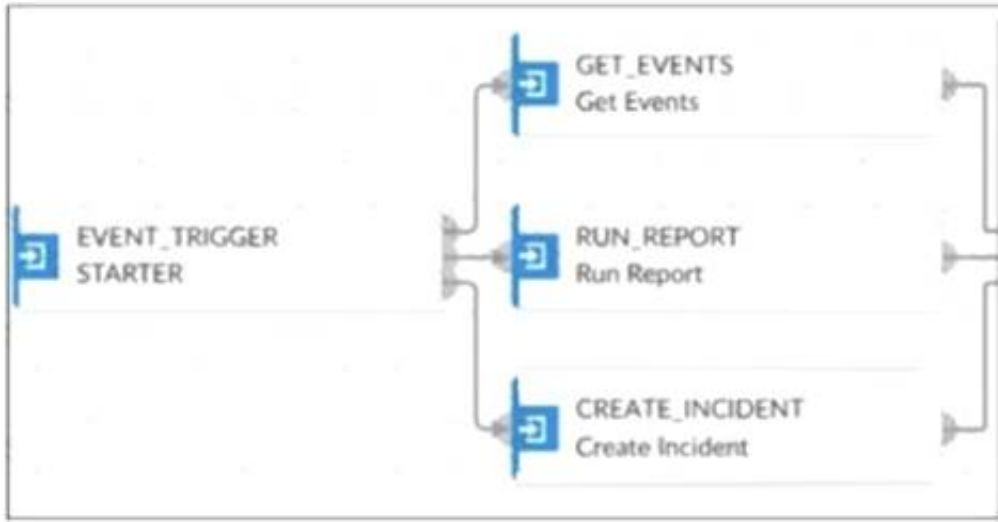 EVENT_TRIGGER
STARTER
GET_EVENTS
Get Events
RUN_REPORT
Run Report
CREATE_INCIDENT
Create Incident